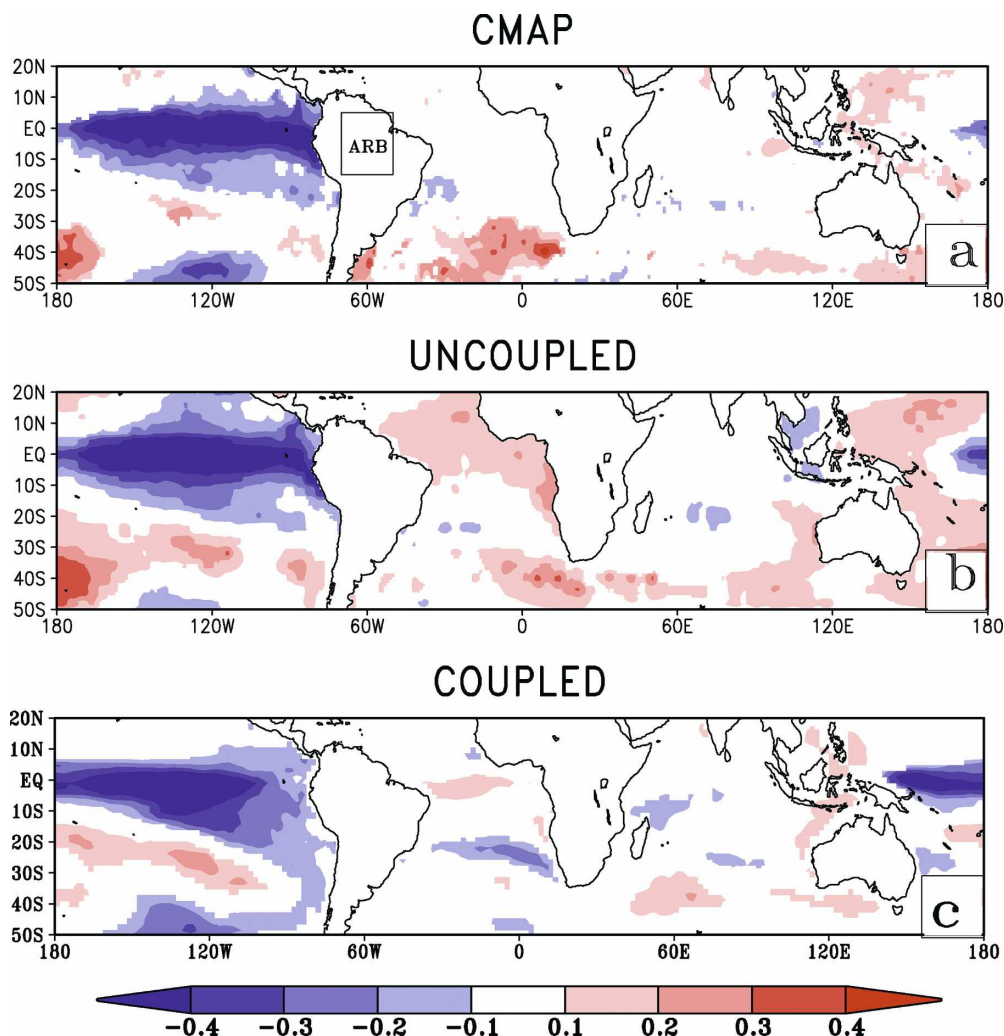 CMAP
20N
10N
EQ
ARB
10S
20S
30S
40S
a
50S
180 120W 60W 0 60E 120E 180
UNCOUPLED
20N
10N
EQ
10S
20S
30S
40S
b
50S
180 120W 60W 0 60E 120E 180
COUPLED
20N
10N
EQ
10S
20S
30S
40S
c
50S
180 120W 60W 0 60E 120E 180
-0.4 -0.3 -0.2 -0.1 0.1 0.2 0.3 0.4